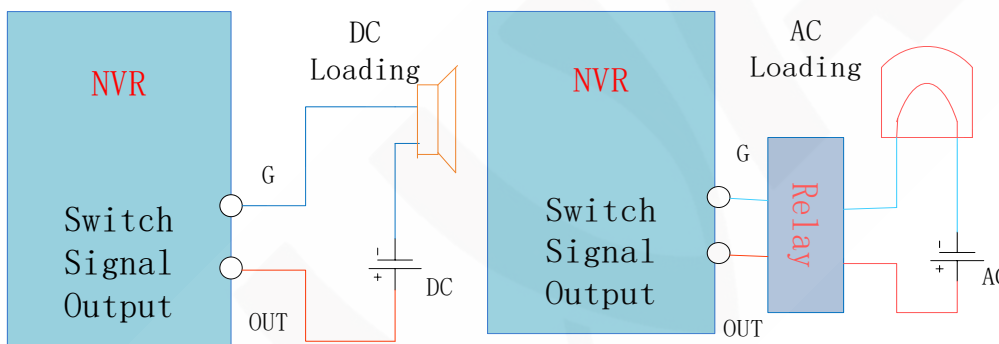 NVR
Switch
Signal
Output
G
OUT
DC
Loading
-
+
DC
NVR
Switch
Signal
Output
G
OUT
Relay
AC
Loading
-
+
AC